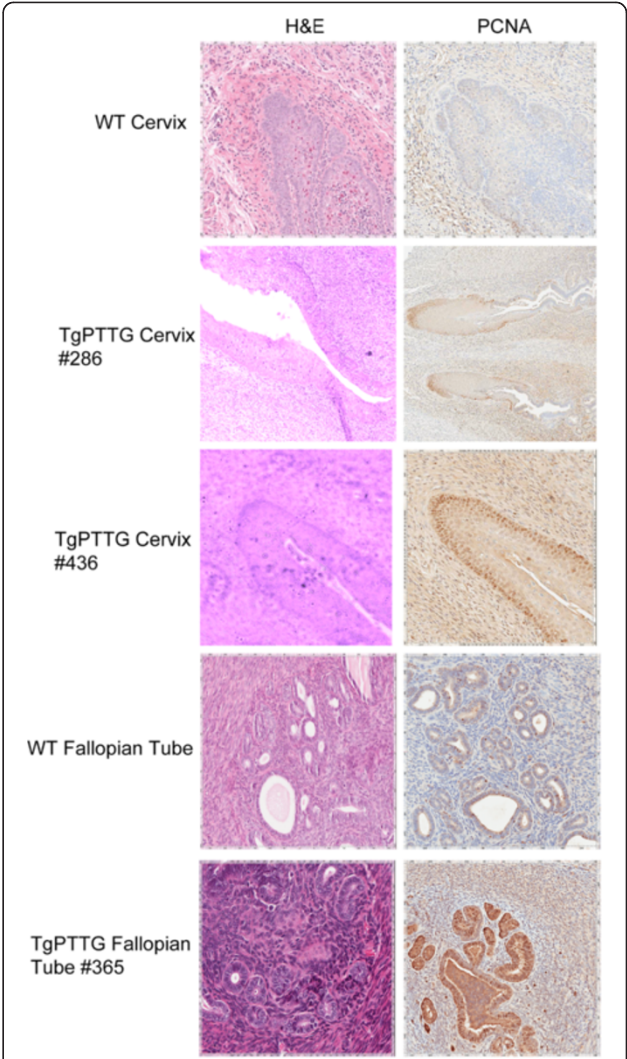 H&E PCNA
WT Cervix
TgPTTG Cervix
#286
TgPTTG Cervix
#436
WT Fallopian Tube
TgPTTG Fallopian
Tube #365